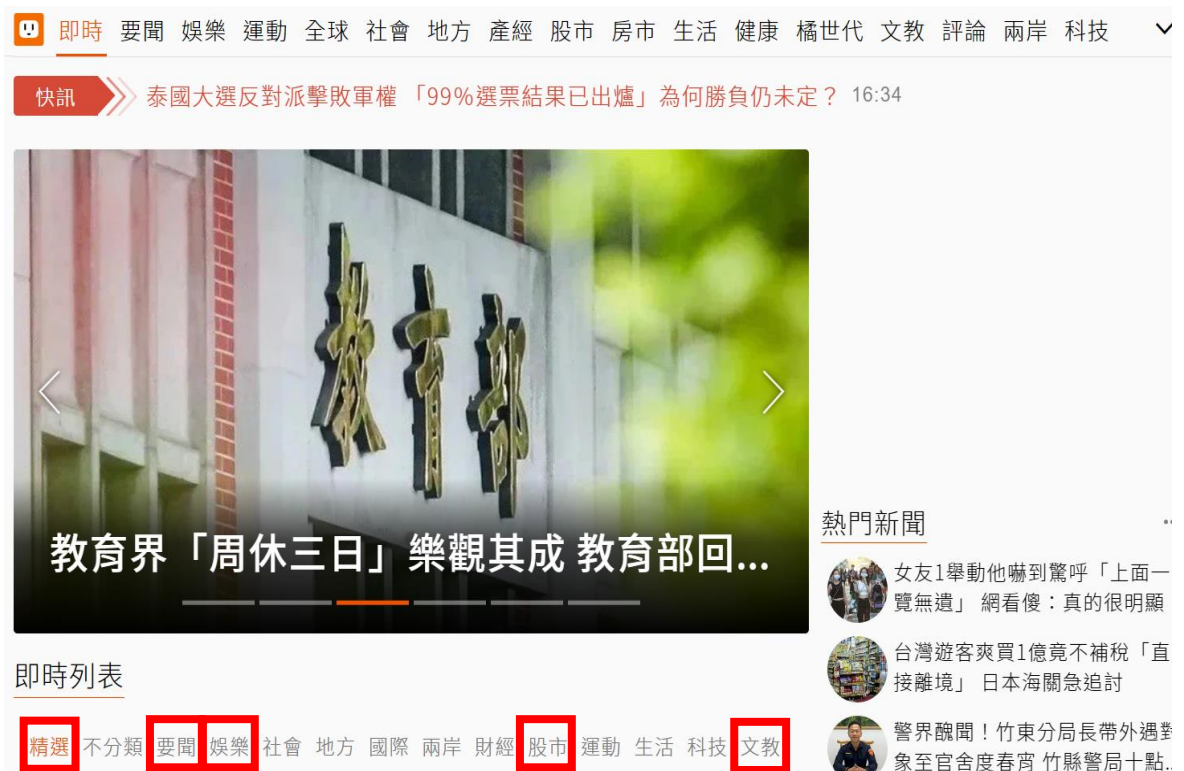 即時 要聞 娛樂 運動 全球 社會 地方 產經 股市 房市 生活 健康 橘世代 文教 評論 兩岸 科技
快訊 泰國大選反對派擊敗軍權 「99%選票結果已出爐」為何勝負仍未定? 16:34
教育部
教育界「周休三日」樂觀其成 教育部回...
熱門新聞
女友1舉動他嚇到驚呼「上面一
覽無遺」 網看傻：真的很明顯
台灣遊客爽買1億竟不補稅「直
接離境」 日本海關急追討
警界醜聞！竹東分局長帶外遇對
象至官舍度春宵 竹縣警局十點...
即時列表
精選 不分類 要聞 娛樂 社會 地方 國際 兩岸 財經 股市 運動 生活 科技 文教